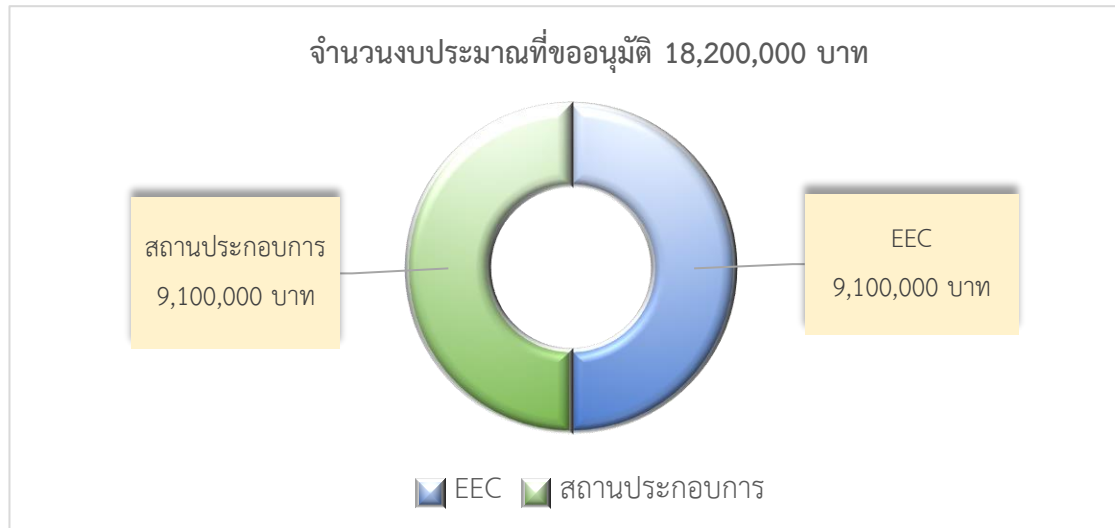 จำนวนงบประมาณที่ขออนุมัติ 18,200,000 บาท
สถานประกอบการ
9,100,000 บาท
EEC
9,100,000 บาท
EEC สถานประกอบการ